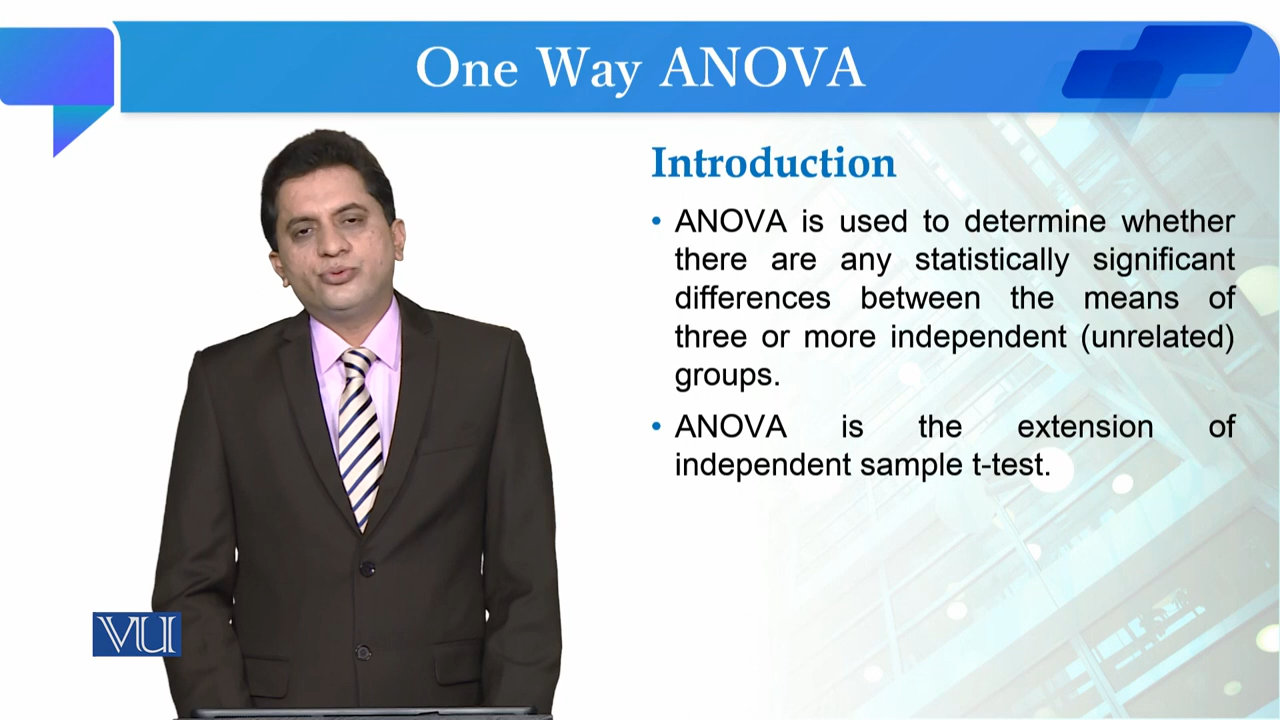 One Way ANOVA
Introduction
• ANOVA is used to determine whether
there are any statistically significant
differences between the means of
three or more independent (unrelated)
groups.
• ANOVA is the extension of
independent sample t-test.
VU